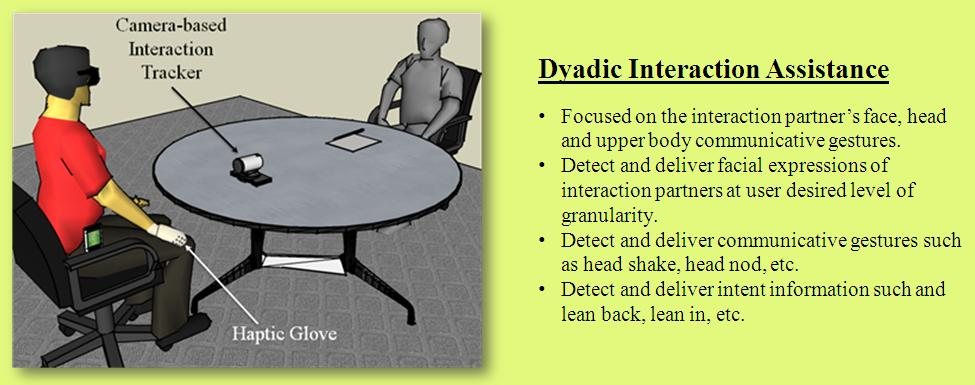 Camera-based
Interaction
Tracker
Haptic Glove
Dyadic Interaction Assistance
• Focused on the interaction partner's face, head
and upper body communicative gestures.
• Detect and deliver facial expressions of
interaction partners at user desired level of
granularity.
• Detect and deliver communicative gestures such
as head shake, head nod, etc.
• Detect and deliver intent information such and
lean back, lean in, etc.